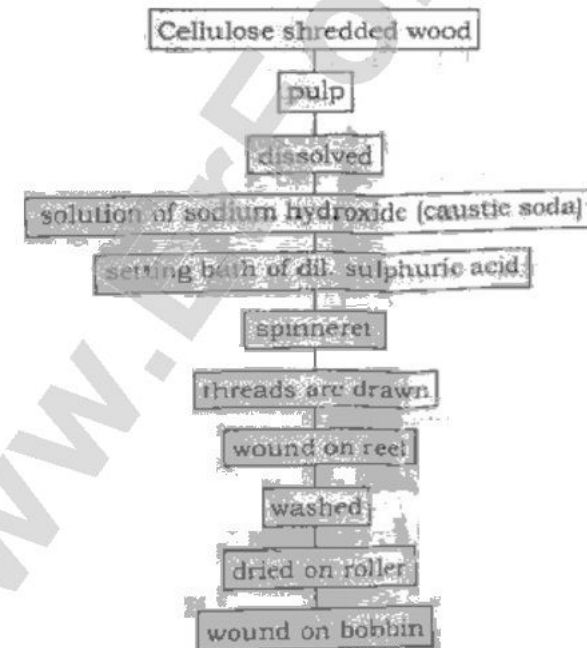 Cellulose shredded wood
pulp
dissolved
solution of sodium hydroxide (caustic soda)
setting bath of dil. sulphuric acid
spinneret
threads are drawn
wound on reel
washed
dried on roller
wound on bobbin